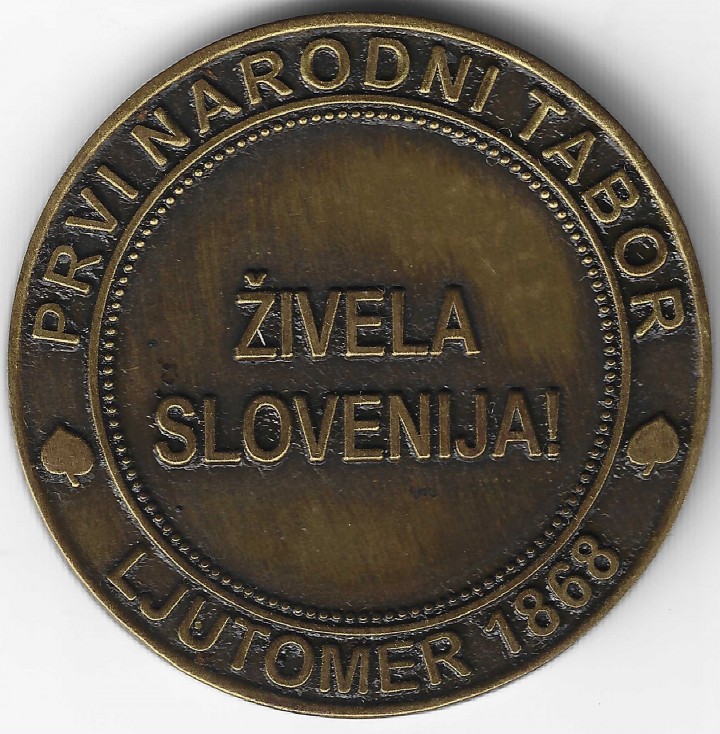 PRVI NARODNI TABOR
ŽIVELA
SLOVENIJA!
LJUTOMER 1868